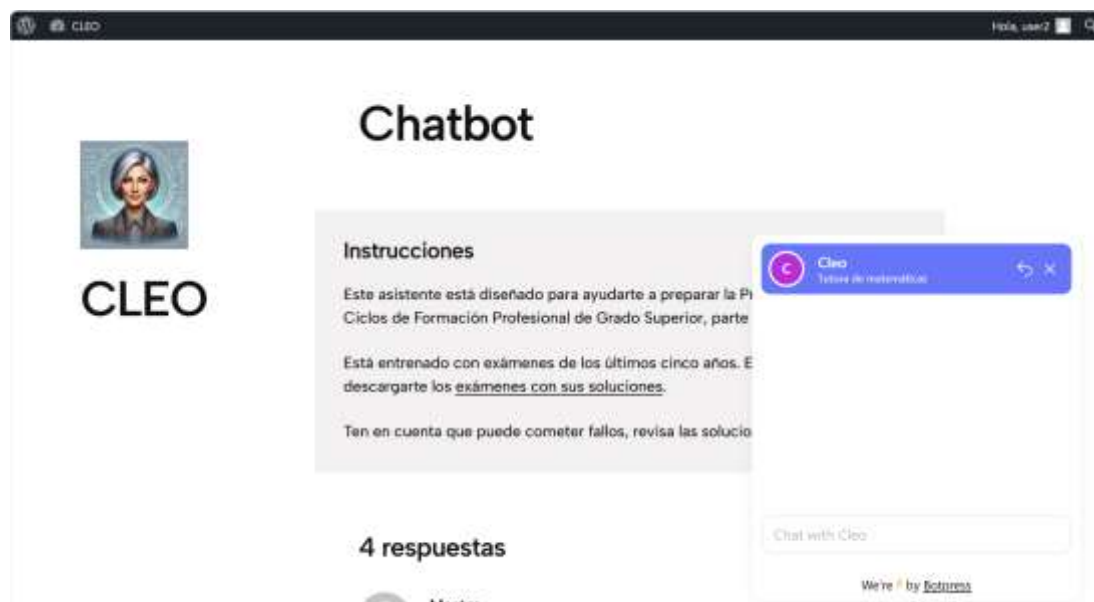 CLEO
Hola, user2
Chatbot
CLEO
Instrucciones
Este asistente está diseñado para ayudarte a preparar la P
Ciclos de Formación Profesional de Grado Superior, parte
Está entrenado con exámenes de los últimos cinco años. E
descargarte los exámenes con sus soluciones.
Ten en cuenta que puede cometer fallos, revisa las solucio
4 respuestas
C
Cleo
Tutora de matemáticas
Chat with Cleo
We're by Botpress